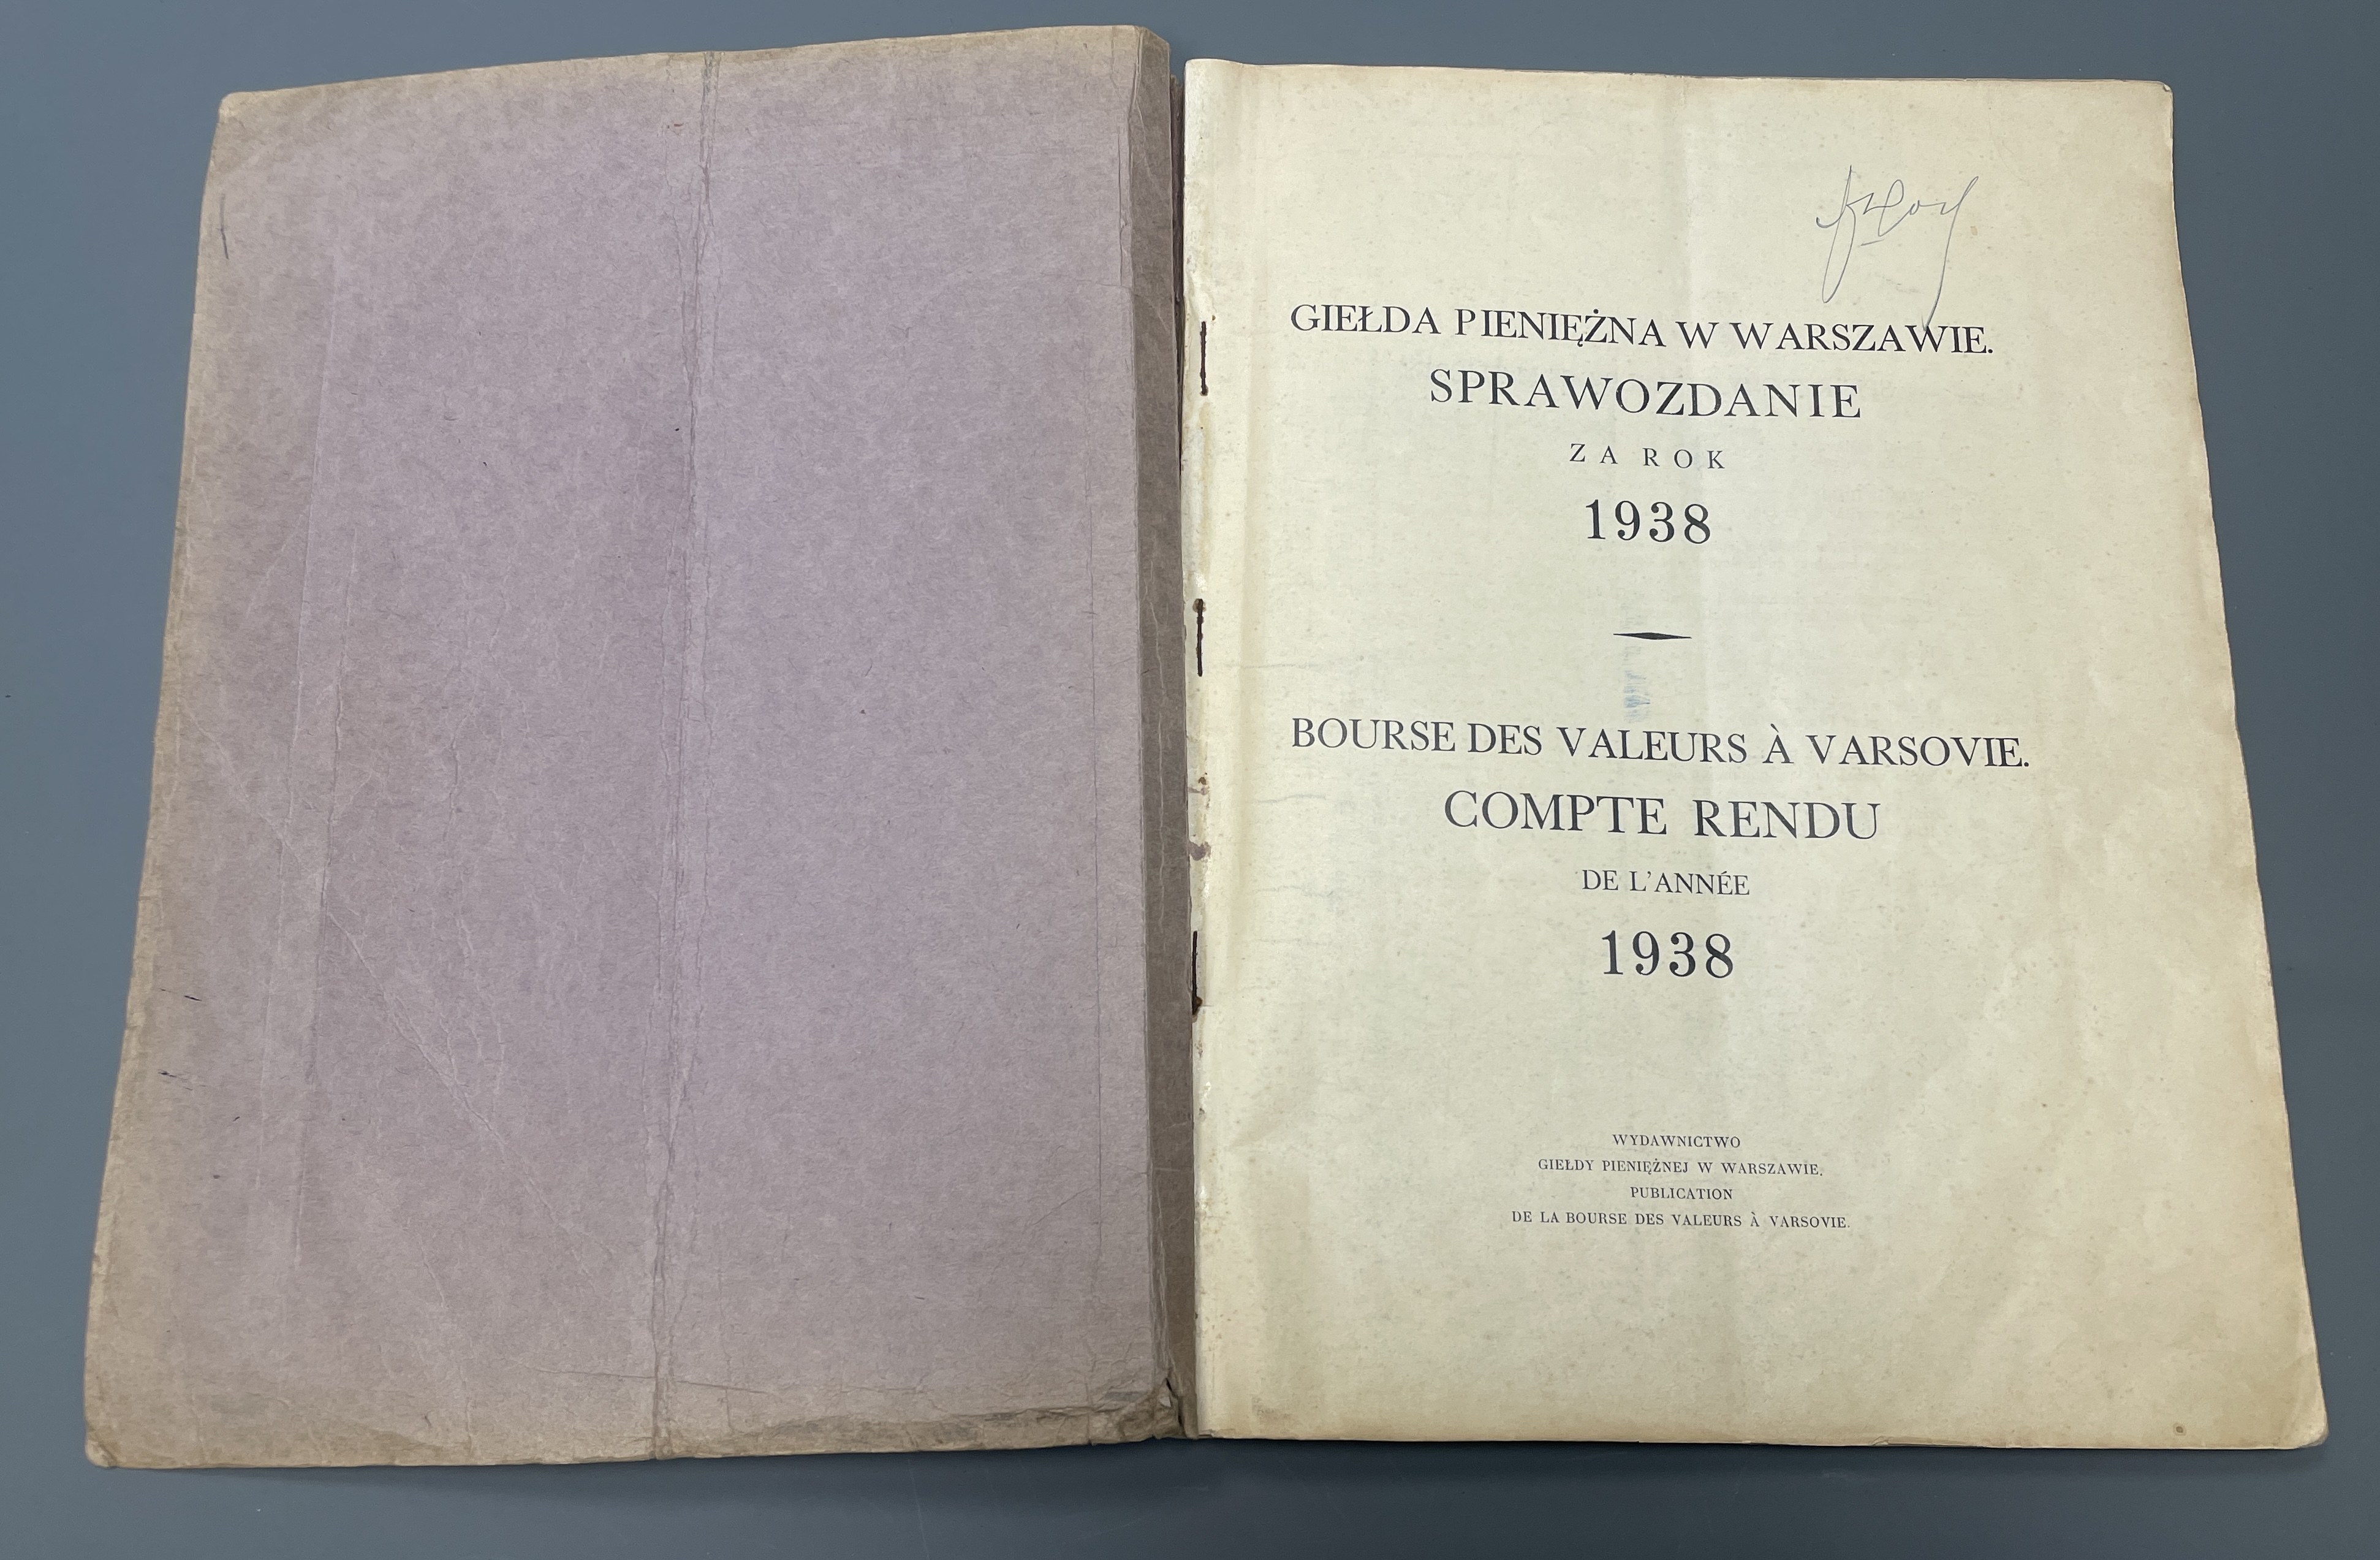 GIEŁDA PIENIĘŻNA W WARSZAWIE.
SPRAWOZDANIE
ZA ROK
1938
BOURSE DES VALEURS À VARSOVIE.
COMPTE RENDU
DE L'ANNÉE
1938
WYDAWNICTWO
GIEŁDY PIENIĘŻNEJ W WARSZAWIE.
PUBLICATION
DE LA BOURSE DES VALEURS À VARSOVIE.